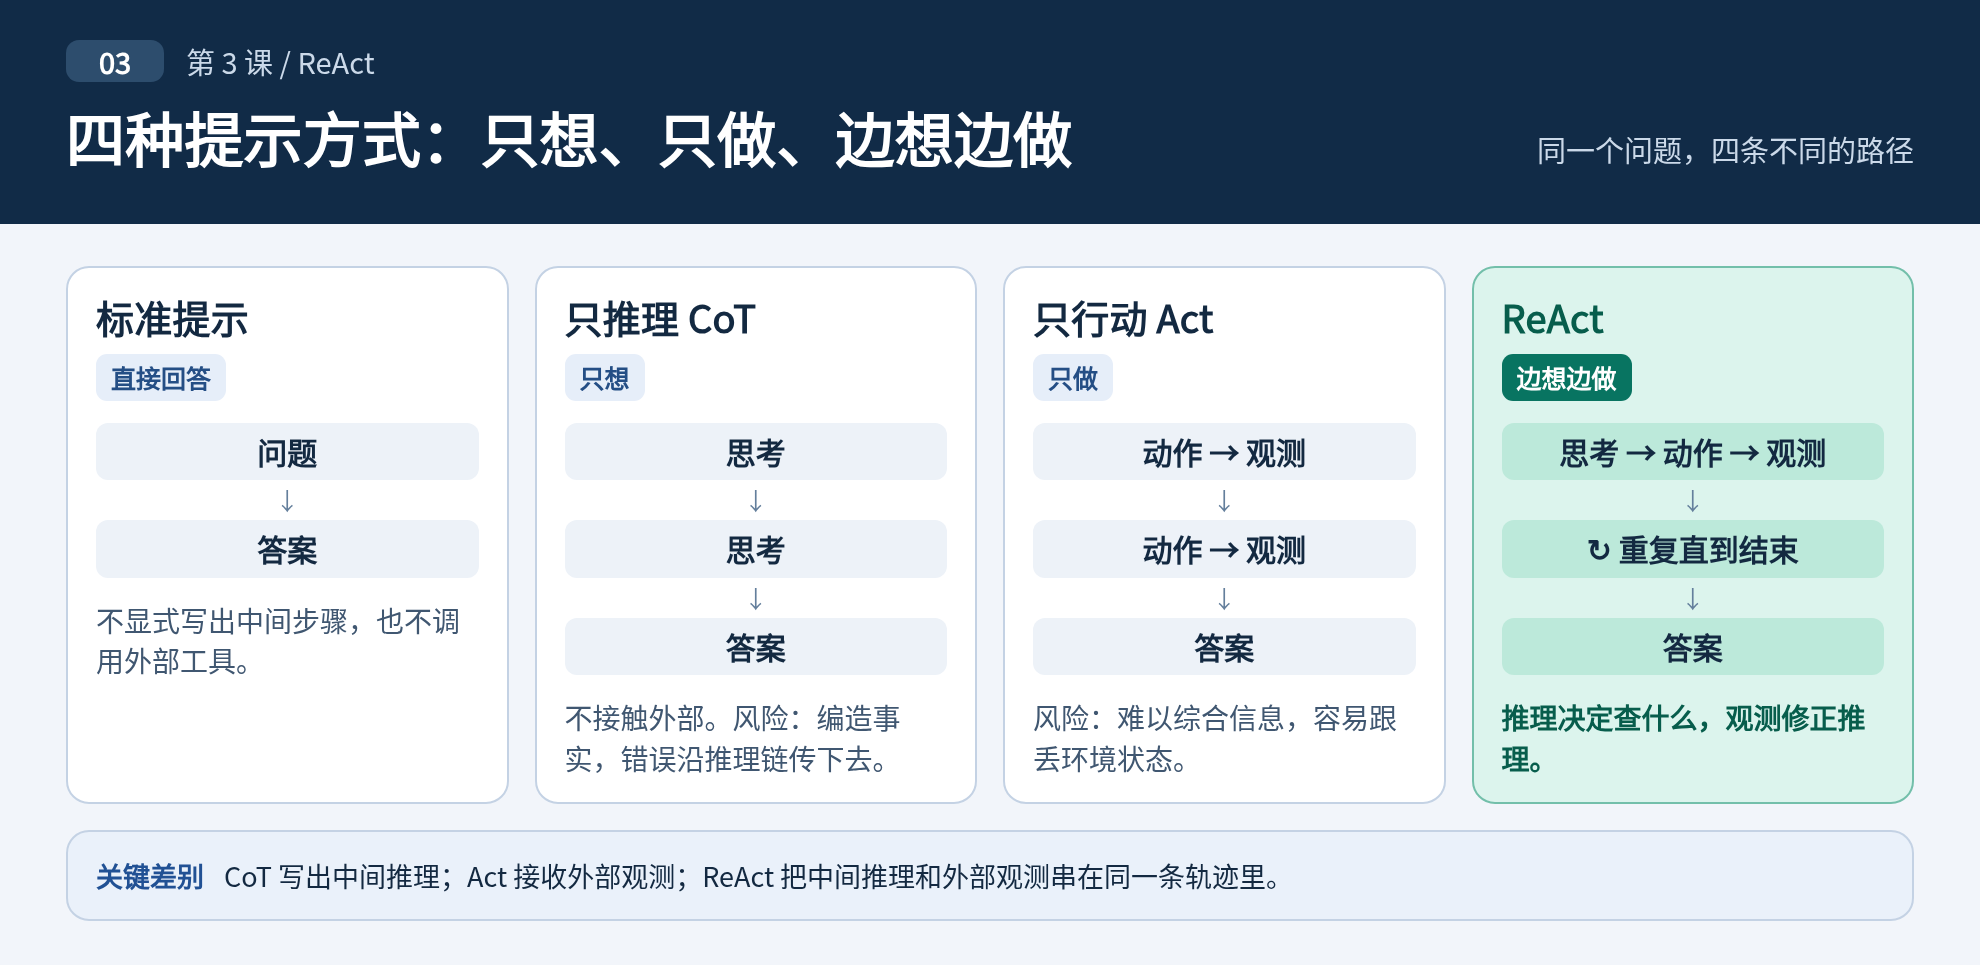 03
第 3 课 / ReAct
四种提示方式：只想、只做、边想边做
同一个问题，四条不同的路径
标准提示
直接回答
问题
↓
答案
不显式写出中间步骤，也不调
用外部工具。
只推理 CoT
只想
思考
↓
思考
↓
答案
不接触外部。风险：编造事
实，错误沿推理链传下去。
只行动 Act
只做
动作 → 观测
↓
动作 → 观测
↓
答案
风险：难以综合信息，容易跟
丢环境状态。
ReAct
边想边做
思考 → 动作 → 观测
↓
↻ 重复直到结束
↓
答案
推理决定查什么，观测修正推
理。
关键差别 CoT 写出中间推理；Act 接收外部观测；ReAct 把中间推理和外部观测串在同一条轨迹里。